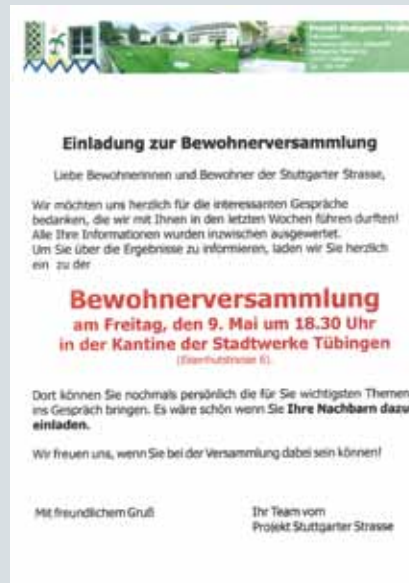 Projekt Stuttgarter Straße
Einladung zur Bewohnerversammlung
Liebe Bewohnerinnen und Bewohner der Stuttgarter Strasse,
Wir möchten uns herzlich für die interessanten Gespräche
bedanken, die wir mit Ihnen in den letzten Wochen führen durften!
Alle Ihre Informationen wurden inzwischen ausgewertet.
Um Sie über die Ergebnisse zu informieren, laden wir Sie herzlich
ein zu der
Bewohnerversammlung
am Freitag, den 9. Mai um 18.30 Uhr
in der Kantine der Stadtwerke Tübingen
(Eisenhutstrasse 6).
Dort können Sie nochmals persönlich die für Sie wichtigsten Themen
ins Gespräch bringen. Es wäre schön wenn Sie Ihre Nachbarn dazu
einladen.
Wir freuen uns, wenn Sie bei der Versammlung dabei sein können!
Mit freundlichem Gruß
Ihr Team vom
Projekt Stuttgarter Strasse